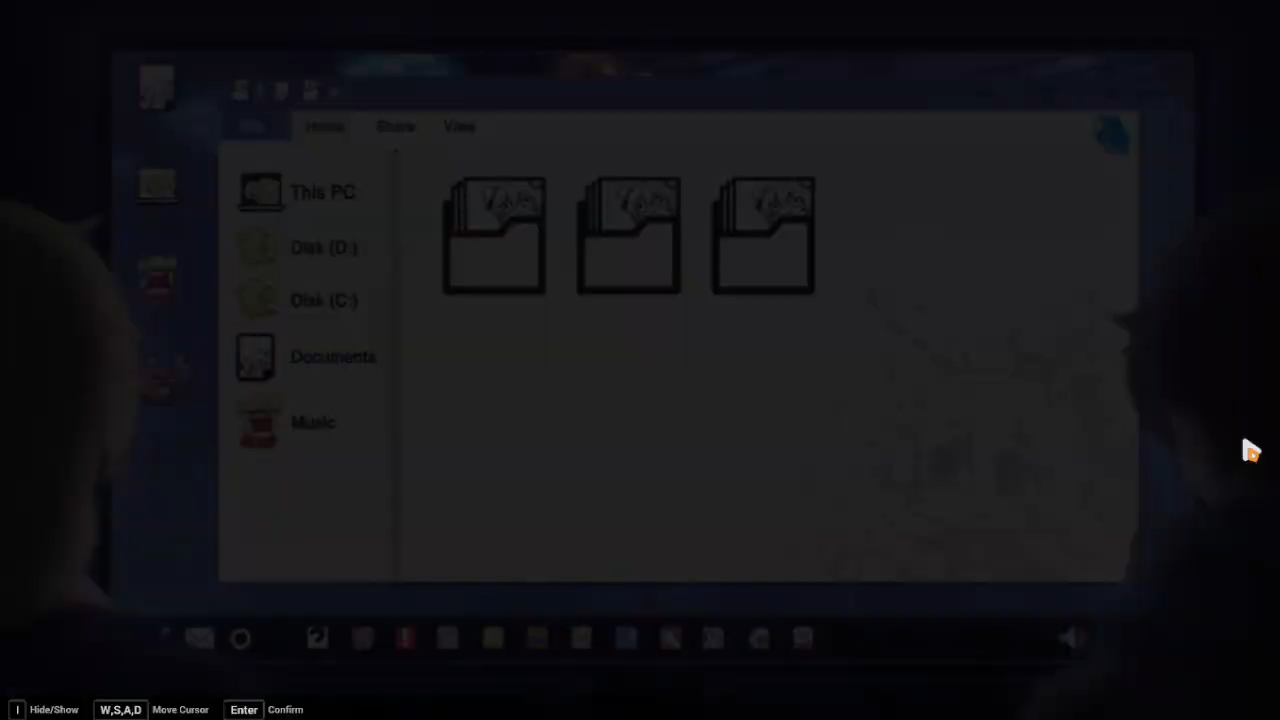 Home Share View
This PC
Disk (D:)
Disk (C:)
Documents
Music
I Hide/Show W,S,A,D Move Cursor Enter Confirm